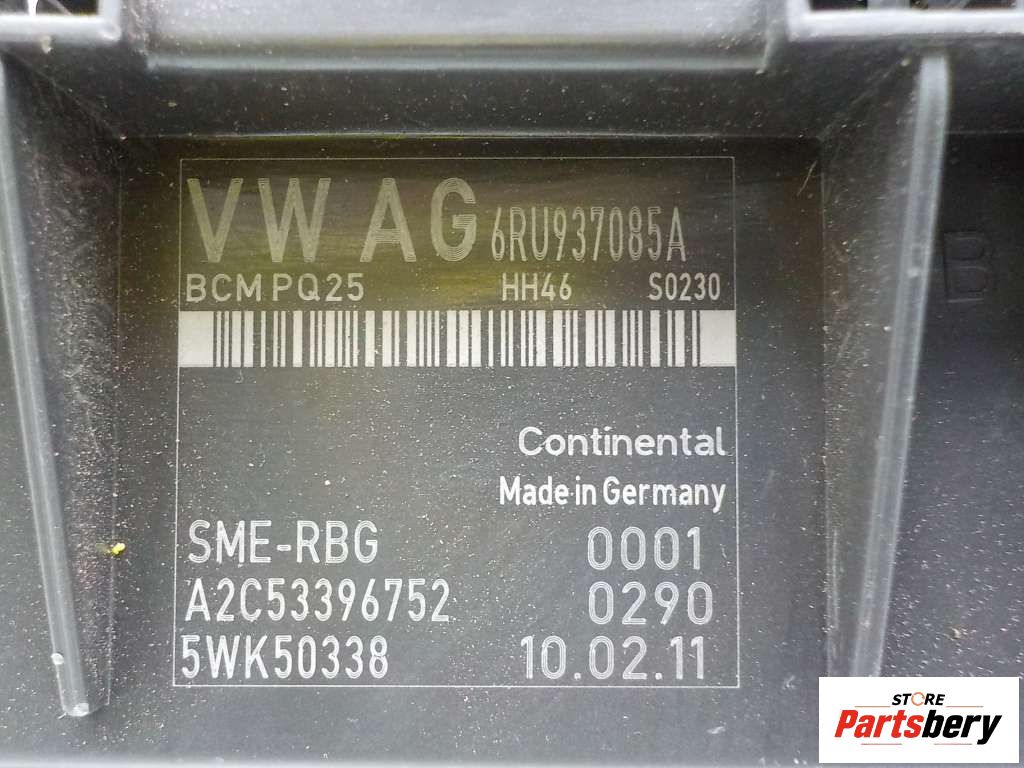 VW AG 6RU937085A
BCM PQ25 HH46 S0230
Continental
Made in Germany
SME-RBG 0001
A2C53396752 0290
5WK50338 10.02.11
B
STORE
Partsbery